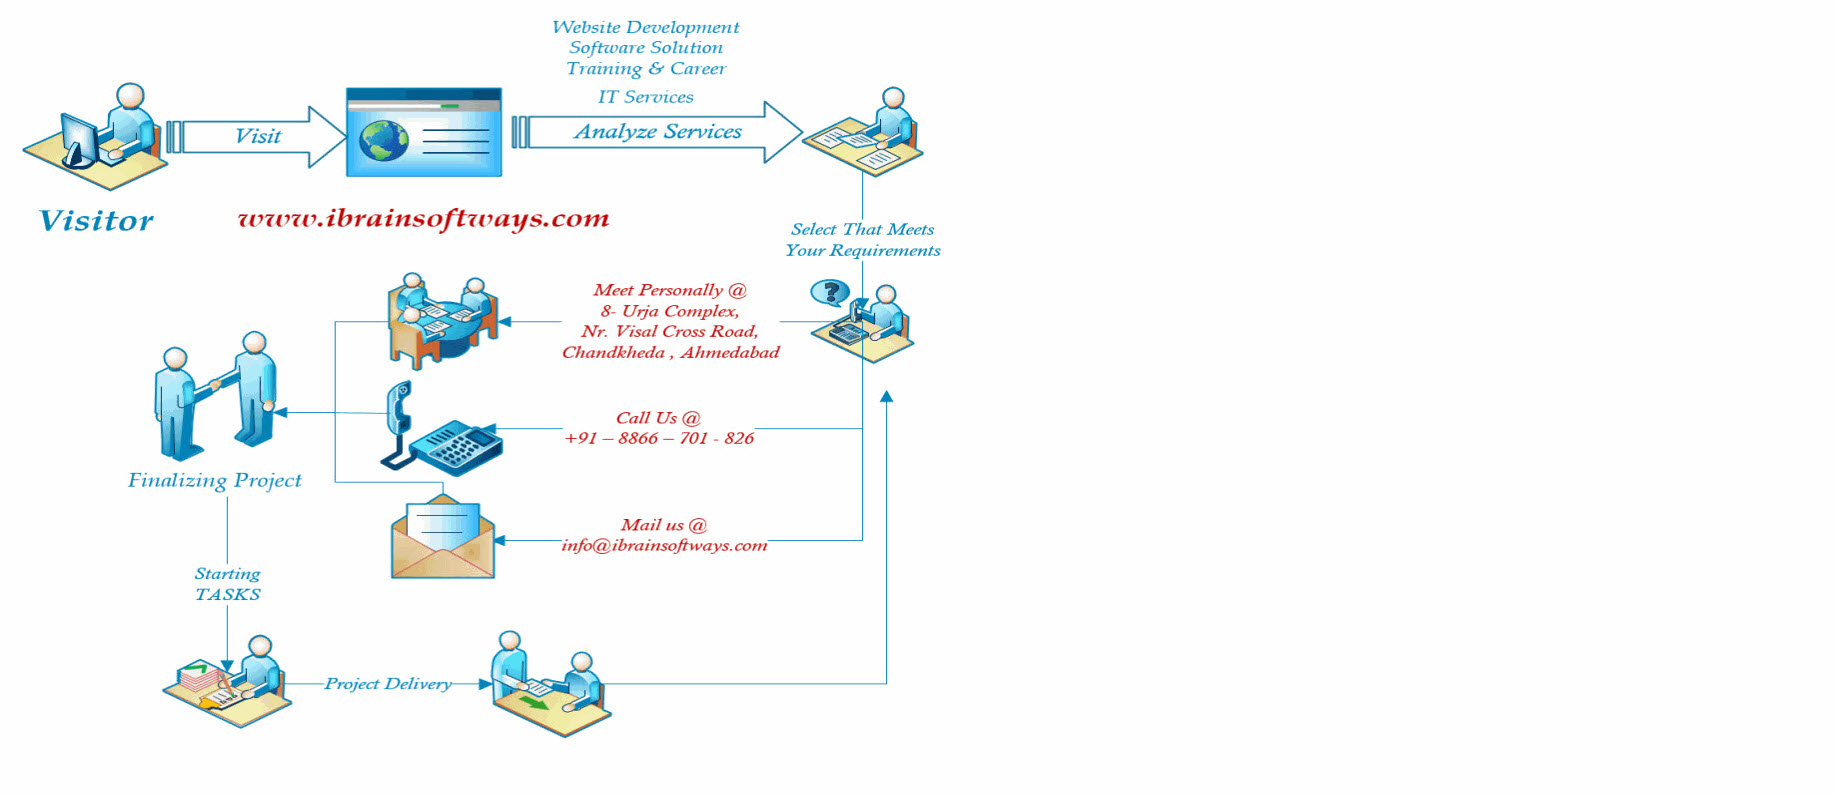 Website Development
Software Solution
Training & Career
IT Services
Visit
Analyze Services
Visitor
www.ibrainsoftways.com
Select That Meets
Your Requirements
?
Meet Personally @
8- Urja Complex,
Nr. Visal Cross Road,
Chandkheda , Ahmedabad
Call Us @
+91 – 8866 – 701 - 826
Finalizing Project
Mail us @
info@ibrainsoftways.com
Starting
TASKS
Project Delivery